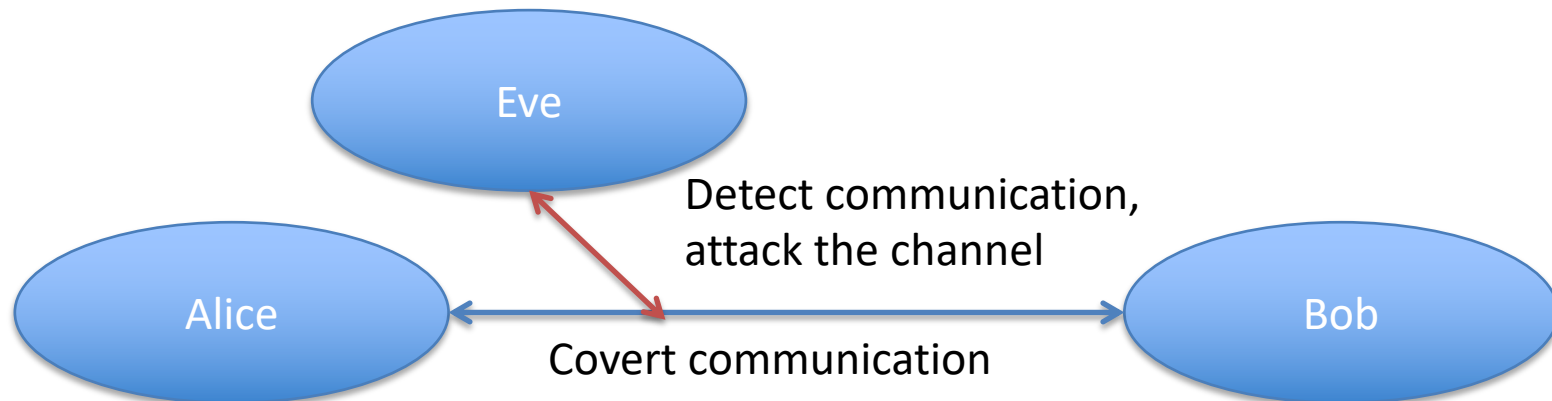 Eve
Detect communication,
attack the channel
Alice
Bob
Covert communication